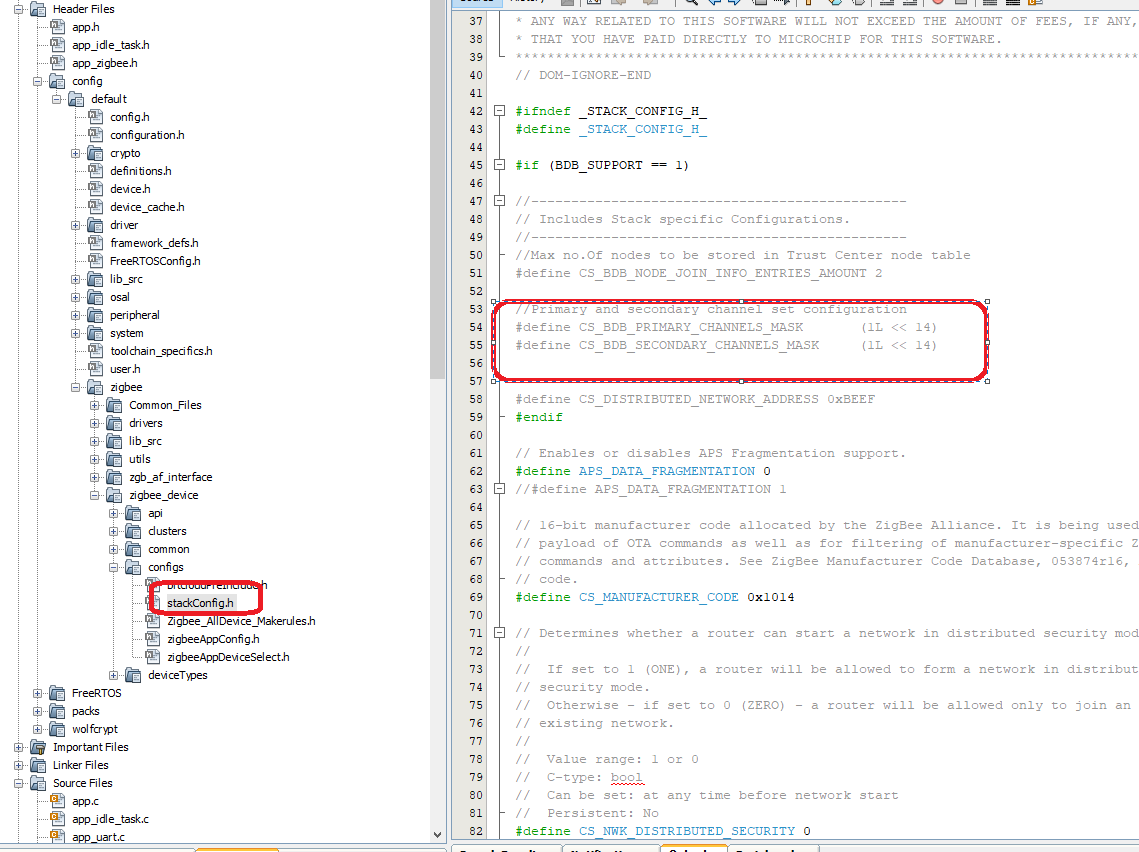 Header Files
app.h
app_idle_task.h
app_zigbee.h
config
default
config.h
configuration.h
crypto
definitions.h
device.h
device_cache.h
driver
framework_defs.h
FreeRTOSConfig.h
lib_src
osal
peripheral
system
toolchain_specifics.h
user.h
zigbee
Common_Files
drivers
lib_src
utils
zgb_af_interface
zigbee_device
api
clusters
common
configs
bitcloudPreInclude.h
stackConfig.h
Zigbee_AllDevice_Makerules.h
zigbeeAppConfig.h
zigbeeAppDeviceSelect.h
deviceTypes
FreeRTOS
packs
wolfcrypt
Important Files
Linker Files
Source Files
app.c
app_idle_task.c
app_uart.c
37 * ANY WAY RELATED TO THIS SOFTWARE WILL NOT EXCEED THE AMOUNT OF FEES, IF ANY,
38 * THAT YOU HAVE PAID DIRECTLY TO MICROCHIP FOR THIS SOFTWARE.
39 *******************************************************************************
40 // DOM-IGNORE-END
41
42 #ifndef _STACK_CONFIG_H_
43 #define _STACK_CONFIG_H_
44
45 #if (BDB_SUPPORT == 1)
46
47 //-----------------------------------------------
48 // Includes Stack specific Configurations.
49 //-----------------------------------------------
50 //Max no.Of nodes to be stored in Trust Center node table
51 #define CS_BDB_NODE_JOIN_INFO_ENTRIES_AMOUNT 2
52
53 //Primary and secondary channel set configuration
54 #define CS_BDB_PRIMARY_CHANNELS_MASK (1L << 14)
55 #define CS_BDB_SECONDARY_CHANNELS_MASK (1L << 14)
56
57
58 #define CS_DISTRIBUTED_NETWORK_ADDRESS 0xBEEF
59 #endif
60
61 // Enables or disables APS Fragmentation support.
62 #define APS_DATA_FRAGMENTATION 0
63 //#define APS_DATA_FRAGMENTATION 1
64
65 // 16-bit manufacturer code allocated by the ZigBee Alliance. It is being used
66 // payload of OTA commands as well as for filtering of manufacturer-specific Z
67 // commands and attributes. See ZigBee Manufacturer Code Database, 053874r16,
68 // code.
69 #define CS_MANUFACTURER_CODE 0x1014
70
71 // Determines whether a router can start a network in distributed security mod
72 //
73 // If set to 1 (ONE), a router will be allowed to form a network in distribut
74 // security mode.
75 // Otherwise - if set to 0 (ZERO) - a router will be allowed only to join an
76 // existing network.
77 //
78 // Value range: 1 or 0
79 // C-type: bool
80 // Can be set: at any time before network start
81 // Persistent: No
82 #define CS_NWK_DISTRIBUTED_SECURITY 0